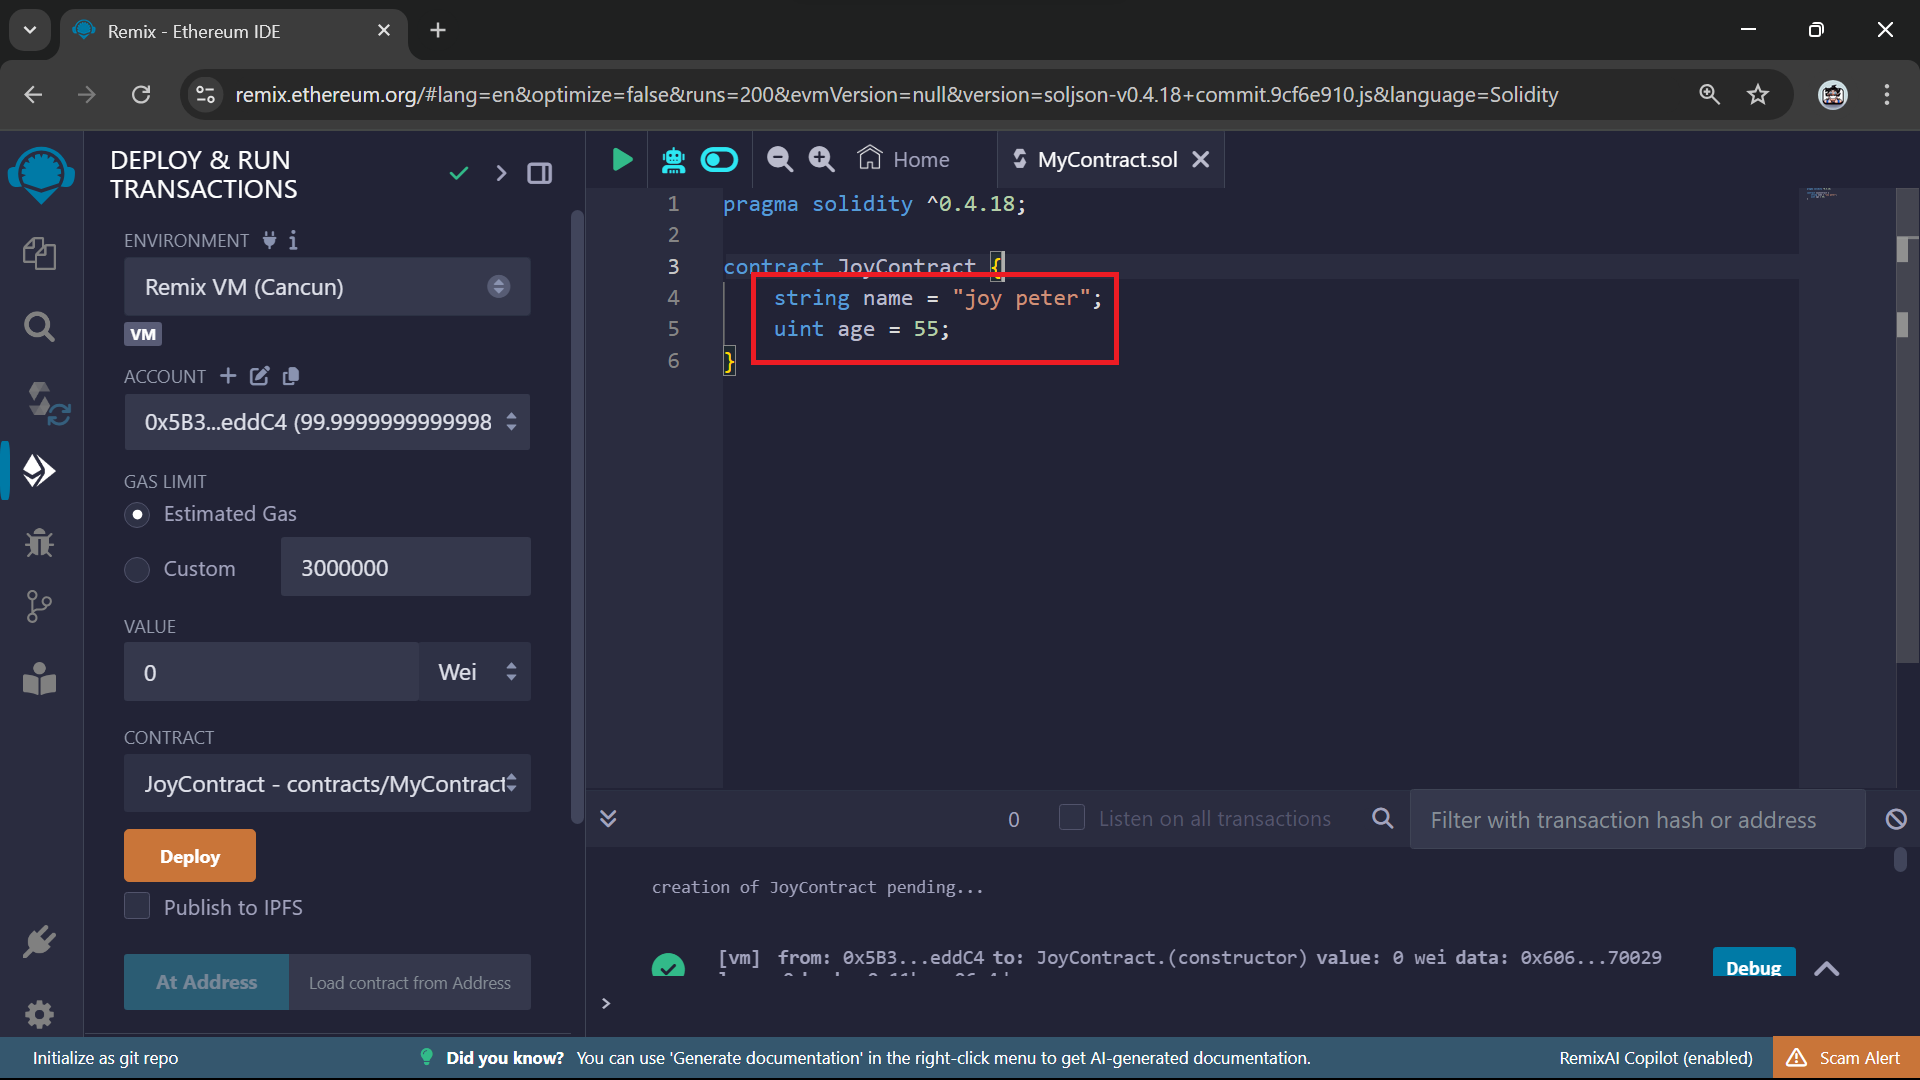 Remix - Ethereum IDE
remix.ethereum.org/#lang=en&optimize=false&runs=200&evmVersion=null&version=soljson-v0.4.18+commit.9cf6e910.js&language=Solidity
DEPLOY & RUN
TRANSACTIONS
ENVIRONMENT
Remix VM (Cancun)
VM
ACCOUNT
0x5B3...eddC4 (99.9999999999998
GAS LIMIT
Estimated Gas
Custom
3000000
VALUE
0
Wei
CONTRACT
JoyContract - contracts/MyContract
Deploy
Publish to IPFS
At Address
Load contract from Address
Home
MyContract.sol
1 pragma solidity ^0.4.18;
2
3 contract JoyContract {
4 string name = "joy peter";
5 uint age = 55;
6 }
0
Listen on all transactions
Filter with transaction hash or address
creation of JoyContract pending...
[vm] from: 0x5B3...eddC4 to: JoyContract.(constructor) value: 0 wei data: 0x606...70029
Debug
>
Initialize as git repo
Did you know? You can use 'Generate documentation' in the right-click menu to get AI-generated documentation.
RemixAI Copilot (enabled)
Scam Alert